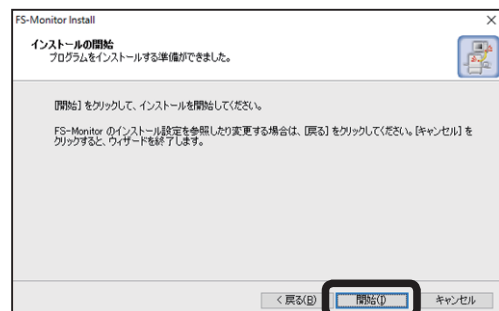 FS-Monitor Install
インストールの開始
プログラムをインストールする準備ができました。
[開始] をクリックして、インストールを開始してください。
FS-Monitor のインストール設定を参照したり変更する場合は、[戻る] をクリックしてください。[キャンセル] を
クリックすると、ウィザードを終了します。
< 戻る(B)
開始(I)
キャンセル